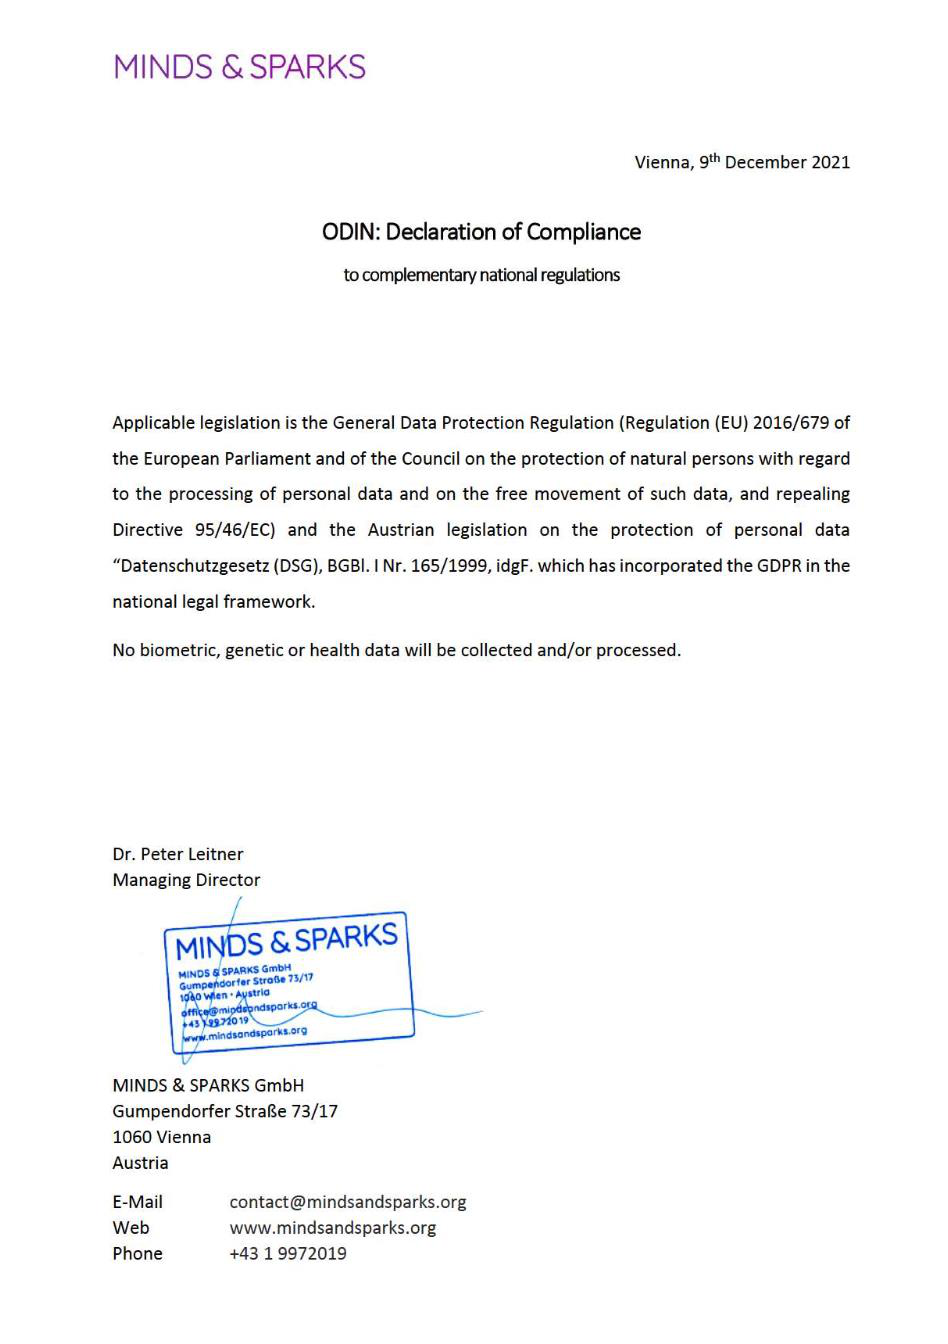 MINDS & SPARKS
Vienna, 9th December 2021
ODIN: Declaration of Compliance
to complementary national regulations
Applicable legislation is the General Data Protection Regulation (Regulation (EU) 2016/679 of
the European Parliament and of the Council on the protection of natural persons with regard
to the processing of personal data and on the free movement of such data, and repealing
Directive 95/46/EC) and the Austrian legislation on the protection of personal data
“Datenschutzgesetz (DSG), BGBl. I Nr. 165/1999, idgF. which has incorporated the GDPR in the
national legal framework.
No biometric, genetic or health data will be collected and/or processed.
Dr. Peter Leitner
Managing Director
MINDS & SPARKS
MINDS & SPARKS GmbH
Gumpendorfer Straße 73/17
1060 Wien · Austria
office@mindsandsparks.org
+43 1 9972019
www.mindsandsparks.org
MINDS & SPARKS GmbH
Gumpendorfer Straße 73/17
1060 Vienna
Austria
E-Mail contact@mindsandsparks.org
Web www.mindsandsparks.org
Phone +43 1 9972019